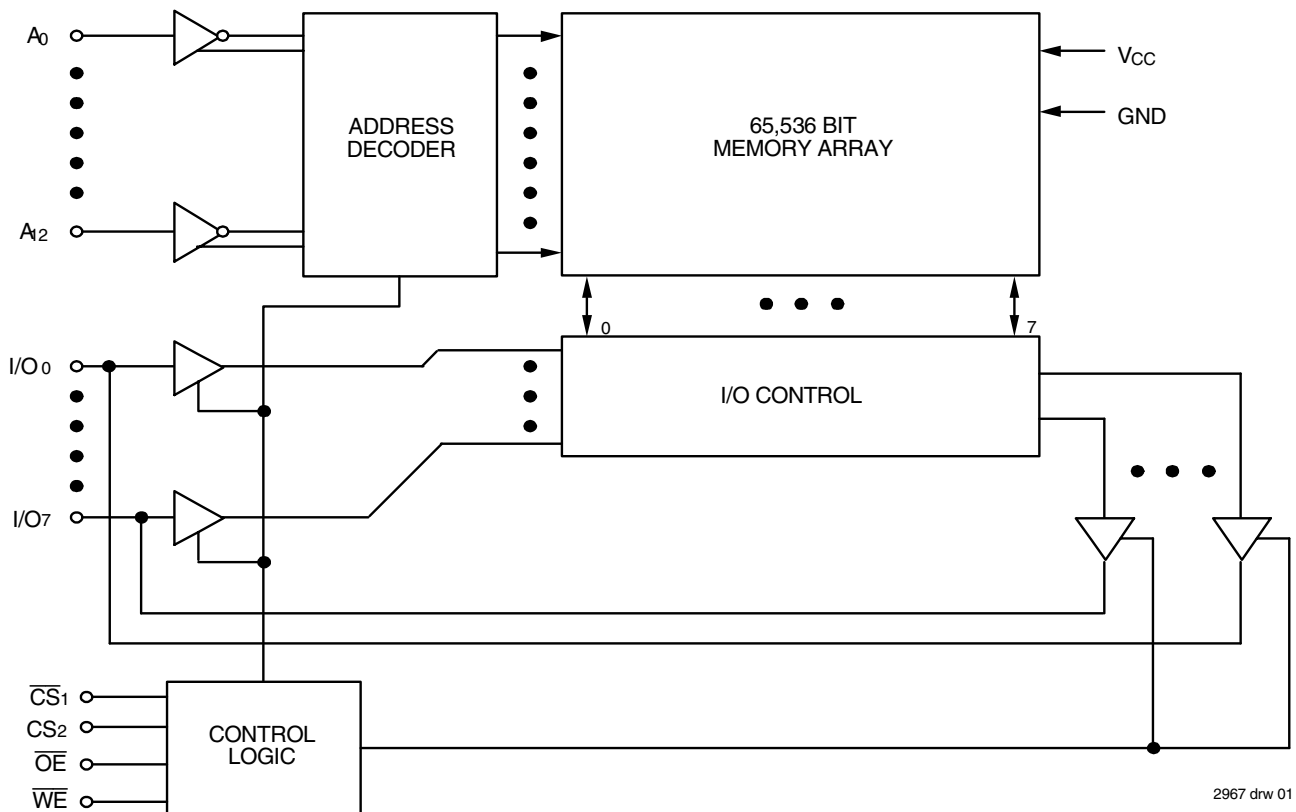 A0
VCC
GND
ADDRESS
DECODER
65,536 BIT
MEMORY ARRAY
A12
0
7
I/O 0
I/O CONTROL
I/O7
CS1
CS2
OE
WE
CONTROL
LOGIC
2967 drw 01